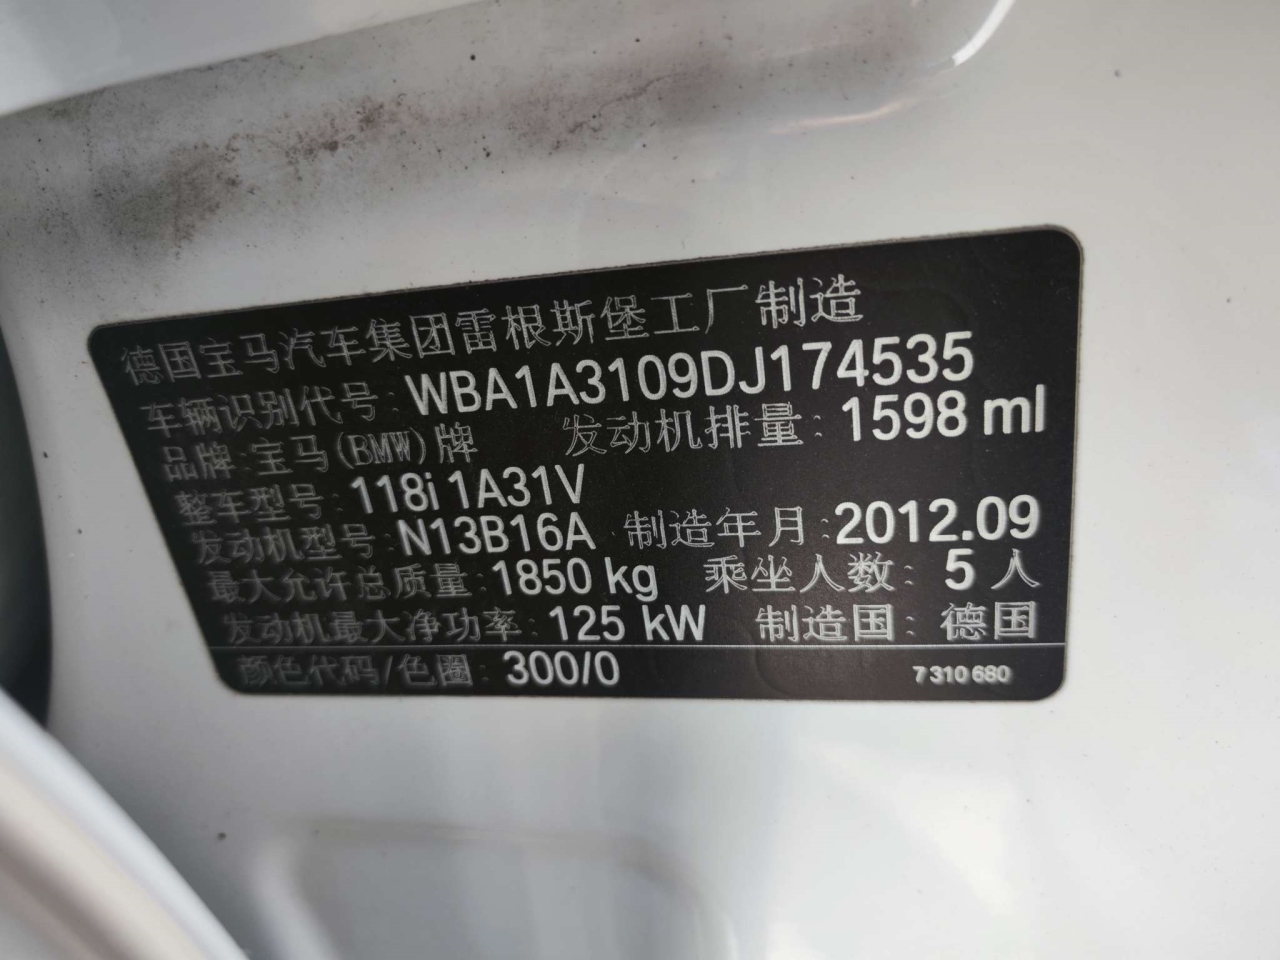 德国宝马汽车集团雷根斯堡工厂制造
车辆识别代号: WBA1A3109DJ174535
品牌:宝马(BMW)牌 发动机排量: 1598 ml
整车型号: 118i 1A31V
发动机型号: N13B16A 制造年月:2012.09
最大允许总质量: 1850 kg 乘坐人数: 5 人
发动机最大净功率: 125 kW 制造国: 德国
颜色代码/色圈: 300/0 7 310 680